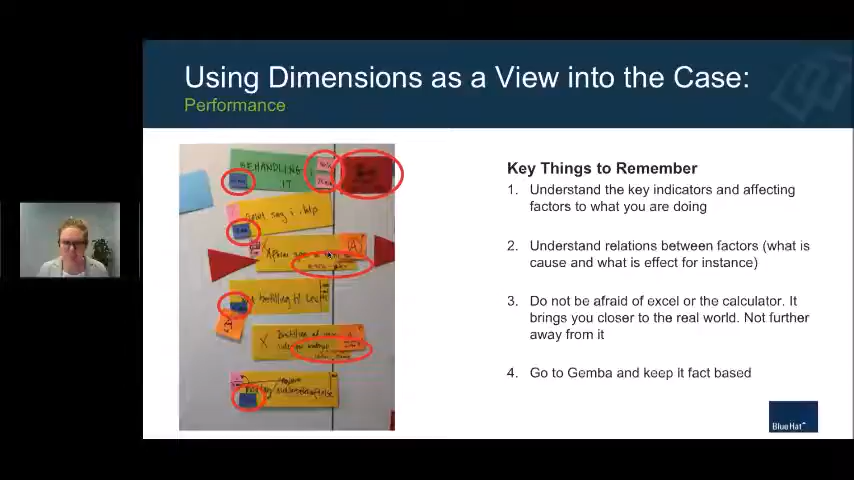 Using Dimensions as a View into the Case:
Performance
BEHANDLING I
IT
Key Things to Remember
1. Understand the key indicators and affecting
factors to what you are doing
2. Understand relations between factors (what is
cause and what is effect for instance)
3. Do not be afraid of excel or the calculator. It
brings you closer to the real world. Not further
away from it
4. Go to Gemba and keep it fact based
BlueHat